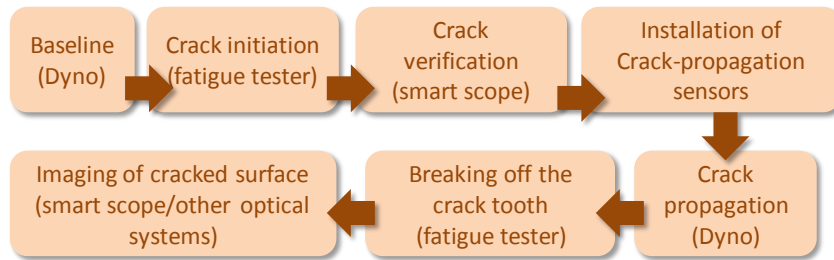 Baseline
(Dyno)
Crack initiation
(fatigue tester)
Crack
verification
(smart scope)
Installation of
Crack-propagation
sensors
Crack
propagation
(Dyno)
Breaking off the
crack tooth
(fatigue tester)
Imaging of cracked surface
(smart scope/other optical
systems)